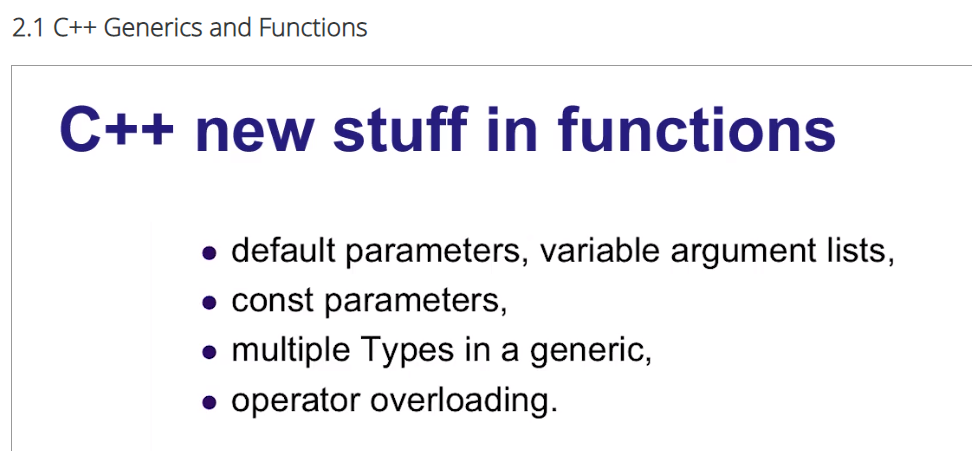 2.1 C++ Generics and Functions
C++ new stuff in functions
• default parameters, variable argument lists,
• const parameters,
• multiple Types in a generic,
• operator overloading.